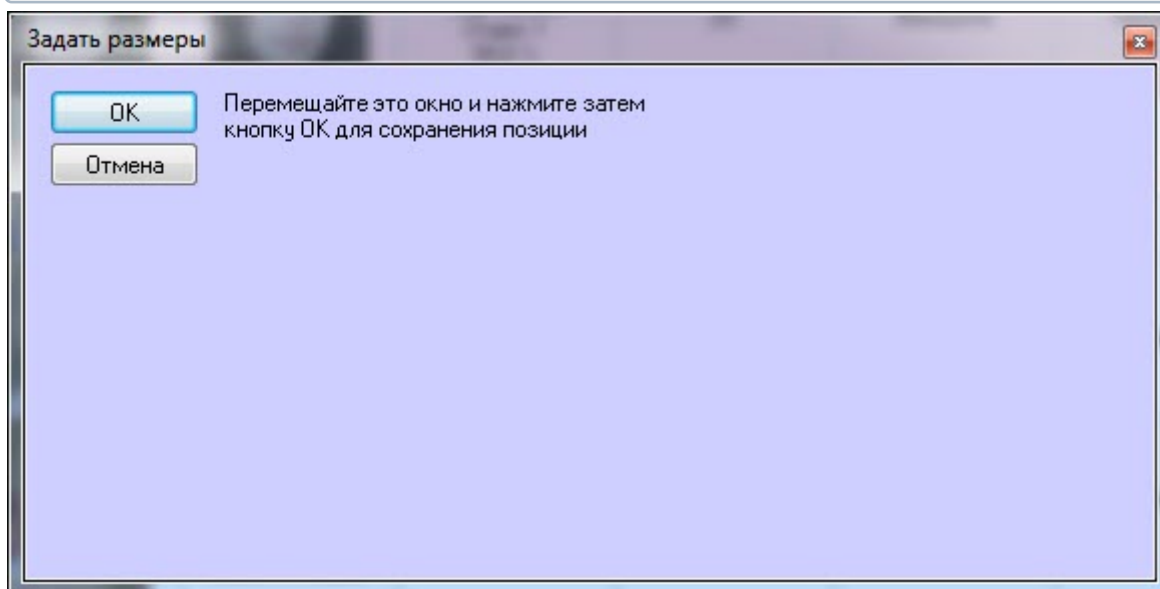 Задать размеры
OK
Перемещайте это окно и нажмите затем
кнопку OK для сохранения позиции
Отмена